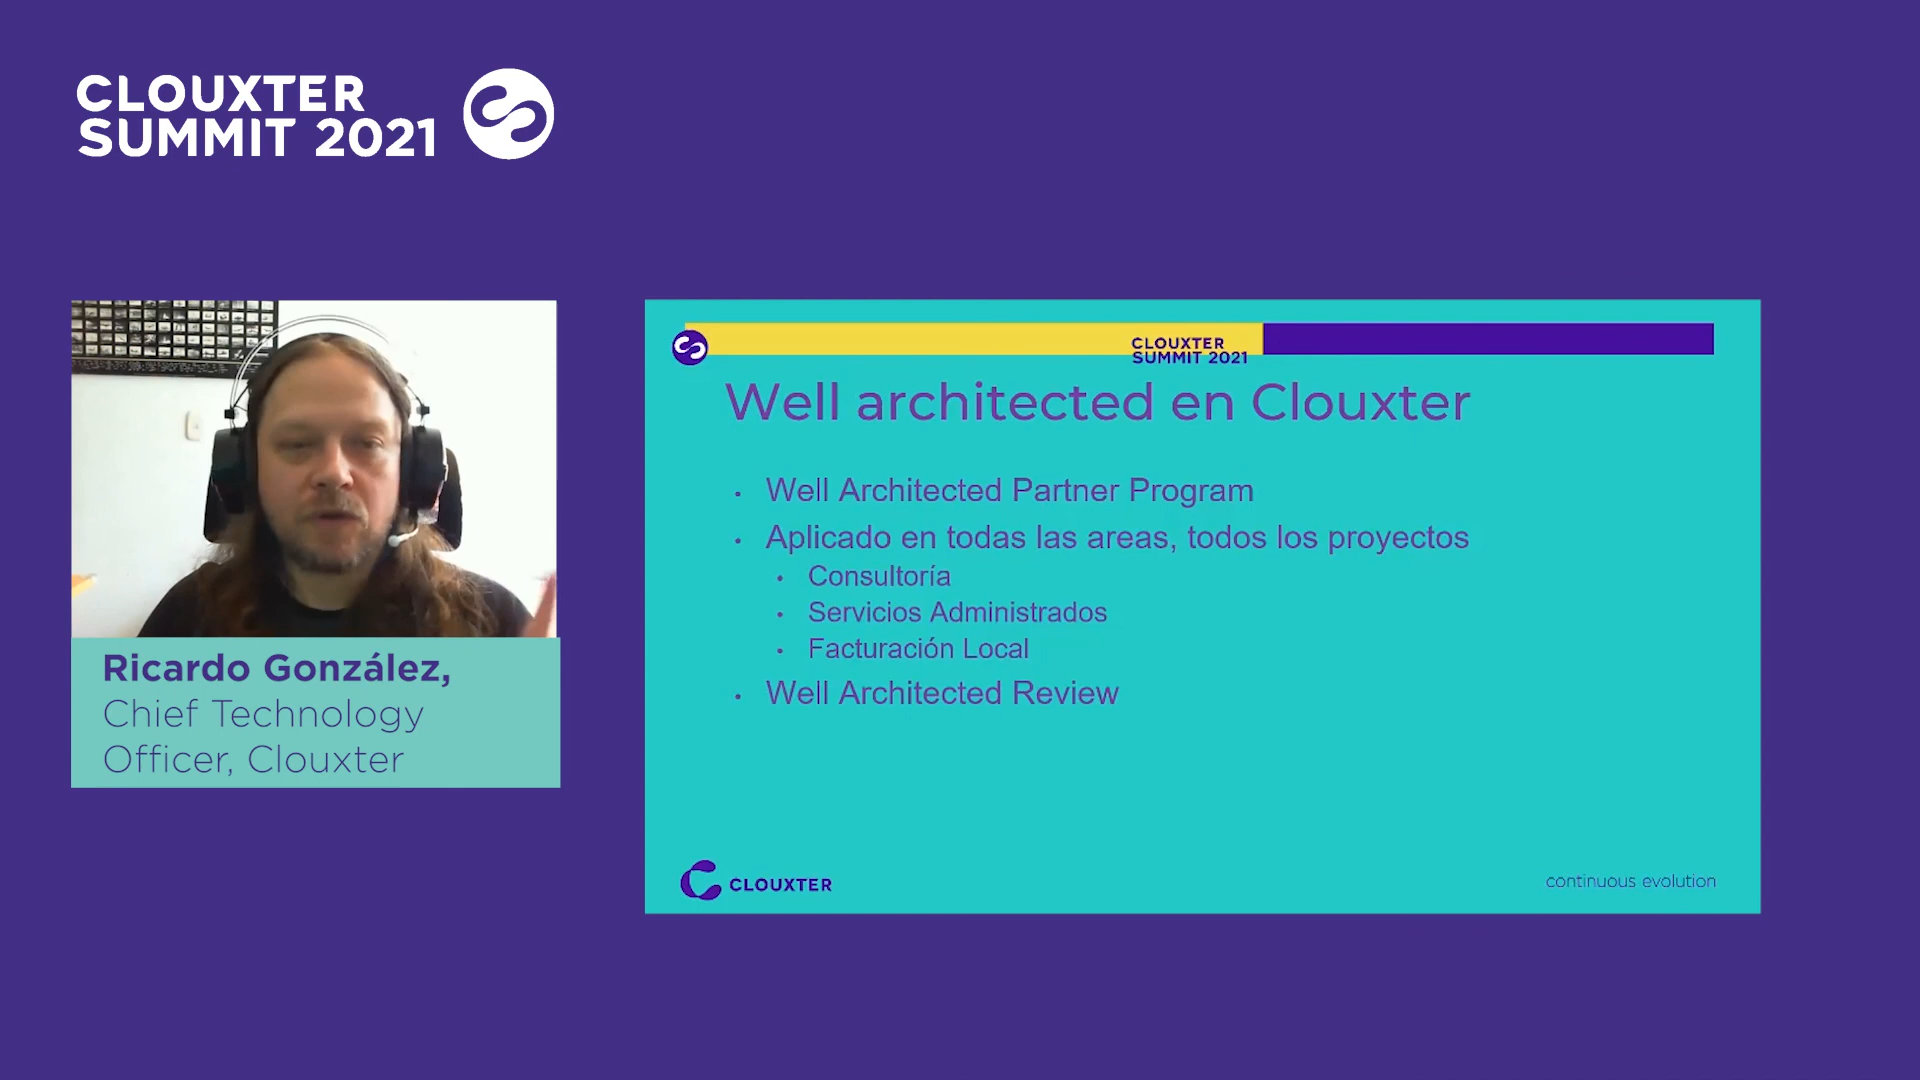 CLOUXTER
SUMMIT 2021
Ricardo González,
Chief Technology
Officer, Clouxter
CLOUXTER
SUMMIT 2021
Well architected en Clouxter
• Well Architected Partner Program
• Aplicado en todas las areas, todos los proyectos
• Consultoría
• Servicios Administrados
• Facturación Local
• Well Architected Review
CLOUXTER
continuous evolution